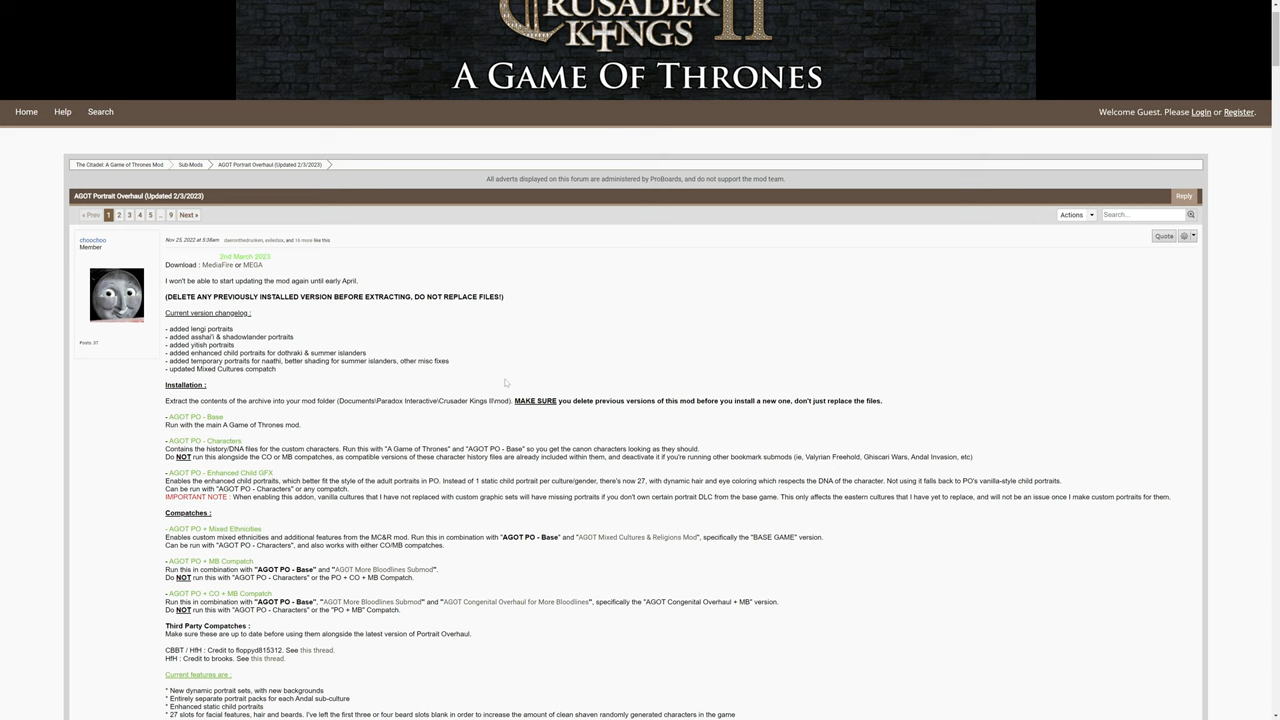 CRUSADER
KINGS II
A GAME OF THRONES
Home Help Search
Welcome Guest. Please Login or Register.
The Citadel: A Game of Thrones Mod Sub-Mods AGOT Portrait Overhaul (Updated 2/3/2023)
All adverts displayed on this forum are administered by ProBoards, and do not support the mod team.
AGOT Portrait Overhaul (Updated 2/3/2023) Reply
« Prev 1 2 3 4 5 .. 9 Next » Actions Search...
choochoo
Member
Nov 25, 2022 at 5:38am daeronthedrunken, exiledsix, and 16 more like this
Quote
2nd March 2023
Download : MediaFire or MEGA
I won't be able to start updating the mod again until early April.
(DELETE ANY PREVIOUSLY INSTALLED VERSION BEFORE EXTRACTING, DO NOT REPLACE FILES!)
Current version changelog :
- added lengi portraits
- added asshai'i & shadowlander portraits
- added yitish portraits
- added enhanced child portraits for dothraki & summer islanders
- added temporary portraits for naathi, better shading for summer islanders, other misc fixes
- updated Mixed Cultures compatch
Posts: 37
Installation :
Extract the contents of the archive into your mod folder (Documents\Paradox Interactive\Crusader Kings II\mod). MAKE SURE you delete previous versions of this mod before you install a new one, don't just replace the files.
- AGOT PO - Base
Run with the main A Game of Thrones mod.
- AGOT PO - Characters
Contains the history/DNA files for the custom characters. Run this with "A Game of Thrones" and "AGOT PO - Base" so you get the canon characters looking as they should.
Do NOT run this alongside the CO or MB compatches, as compatible versions of these character history files are already included within them, and deactivate it if you're running other bookmark submods (ie, Valyrian Freehold, Ghiscari Wars, Andal Invasion, etc)
- AGOT PO - Enhanced Child GFX
Enables the enhanced child portraits, which better fit the style of the adult portraits in PO. Instead of 1 static child portrait per culture/gender, there's now 27, with dynamic hair and eye coloring which respects the DNA of the character. Not using it falls back to PO's vanilla-style child portraits.
Can be run with "AGOT PO - Characters" or any compatch.
IMPORTANT NOTE : When enabling this addon, vanilla cultures that I have not replaced with custom graphic sets will have missing portraits if you don't own certain portrait DLC from the base game. This only affects the eastern cultures that I have yet to replace, and will not be an issue once I make custom portraits for them.
Compatches :
- AGOT PO + Mixed Ethnicities
Enables custom mixed ethnicities and additional features from the MC&R mod. Run this in combination with "AGOT PO - Base" and "AGOT Mixed Cultures & Religions Mod", specifically the "BASE GAME" version.
Can be run with "AGOT PO - Characters", and also works with either CO/MB compatches.
- AGOT PO + MB Compatch
Run this in combination with "AGOT PO - Base" and "AGOT More Bloodlines Submod".
Do NOT run this with "AGOT PO - Characters" or the PO + CO + MB Compatch.
- AGOT PO + CO + MB Compatch
Run this in combination with "AGOT PO - Base", "AGOT More Bloodlines Submod" and "AGOT Congenital Overhaul for More Bloodlines", specifically the "AGOT Congenital Overhaul + MB" version.
Do NOT run this with "AGOT PO - Characters" or the "PO + MB" Compatch.
Third Party Compatches :
Make sure these are up to date before using them alongside the latest version of Portrait Overhaul.
CBBT / HfH : Credit to floppyd815312. See this thread.
HfH : Credit to brooks. See this thread.
Current features are :
* New dynamic portrait sets, with new backgrounds
* Entirely separate portrait packs for each Andal sub-culture
* Enhanced static child portraits
* 27 slots for facial features, hair and beards. I've left the first three or four beard slots blank in order to increase the amount of clean shaven randomly generated characters in the game